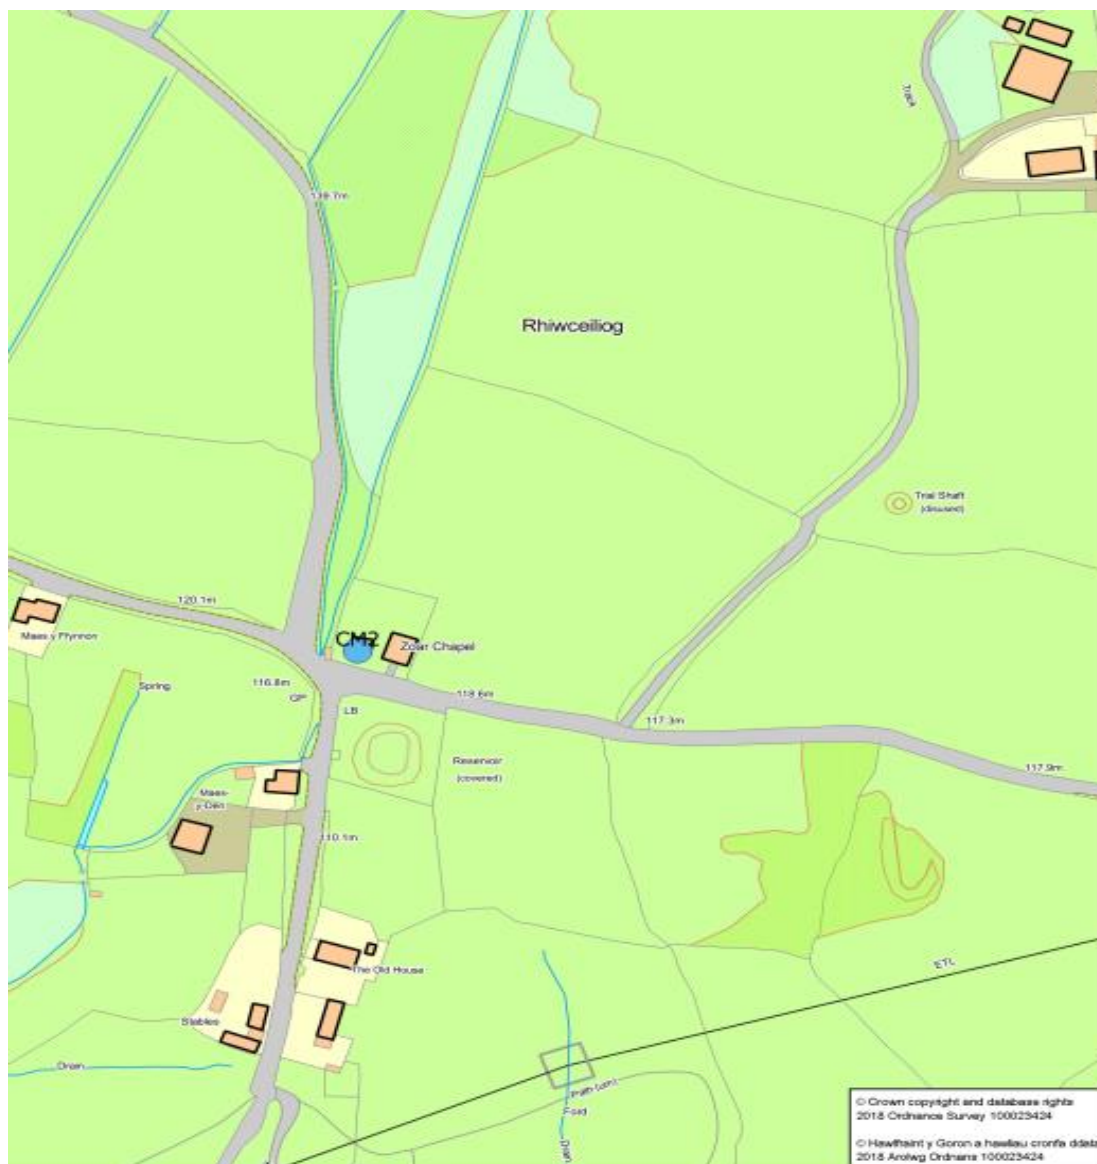 Track
119.7m
Rhiwceiliog
Trial Shaft
(disused)
120.1m
Maes y Ffynnon
CM2
Zoar Chapel
Spring
116.8m
GP
118.6m
LB
117.3m
Reservoir
(covered)
117.9m
Maes-
y-Deri
110.1m
The Old House
ETL
Stables
Drain
Path (um)
Ford
Drain
© Crown copyright and database rights
2018 Ordnance Survey 100023424
© Hawlfraint y Goron a hawliau cronfa ddata
2018 Arolwg Ordnans 100023424